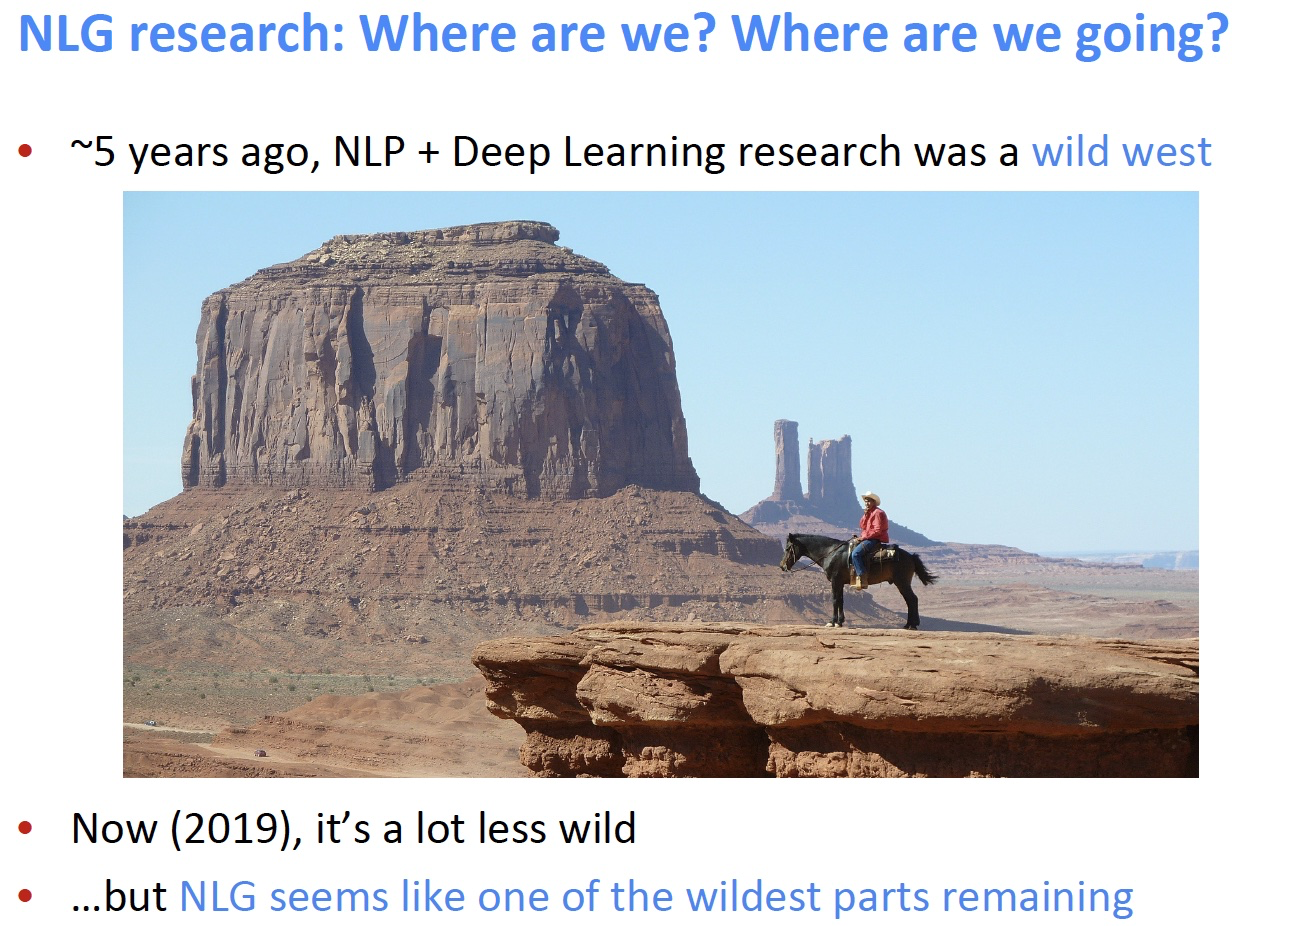 NLG research: Where are we? Where are we going?
• ~5 years ago, NLP + Deep Learning research was a wild west
• Now (2019), it’s a lot less wild
• …but NLG seems like one of the wildest parts remaining